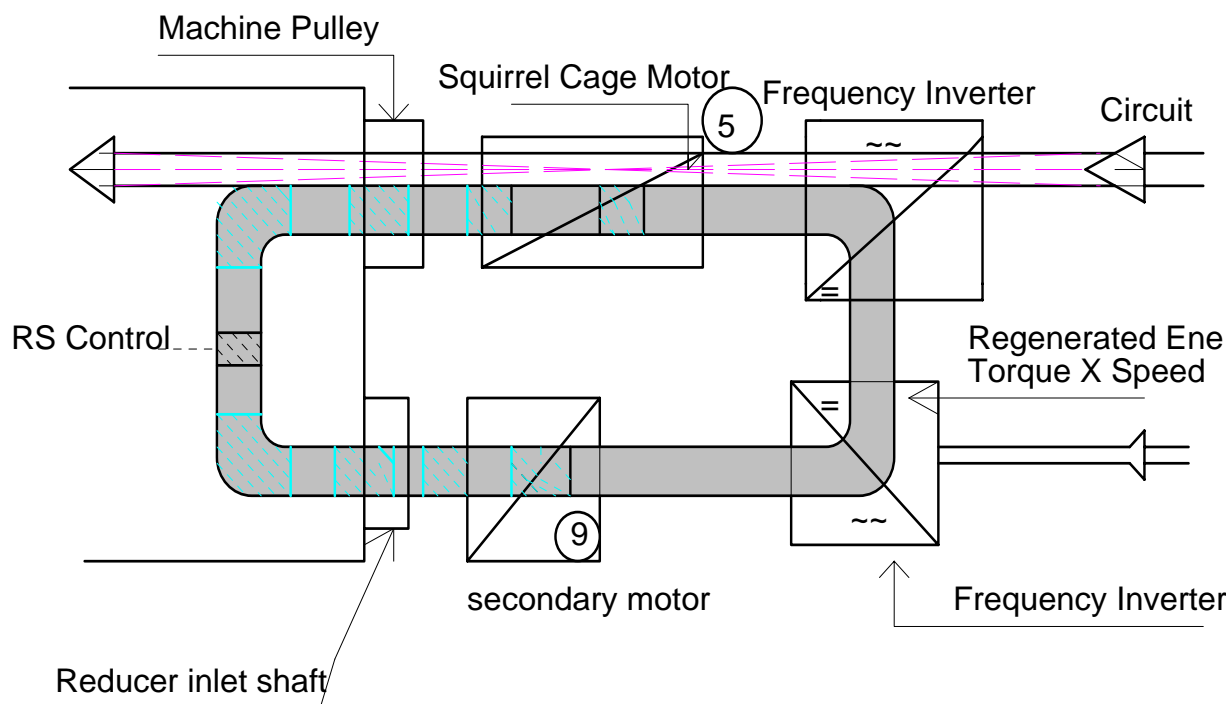 Machine Pulley
Squirrel Cage Motor
5
Frequency Inverter
Circuit
~~
=
RS Control
Regenerated Ene
Torque X Speed
=
~~
9
secondary motor
Frequency Inverter
Reducer inlet shaft